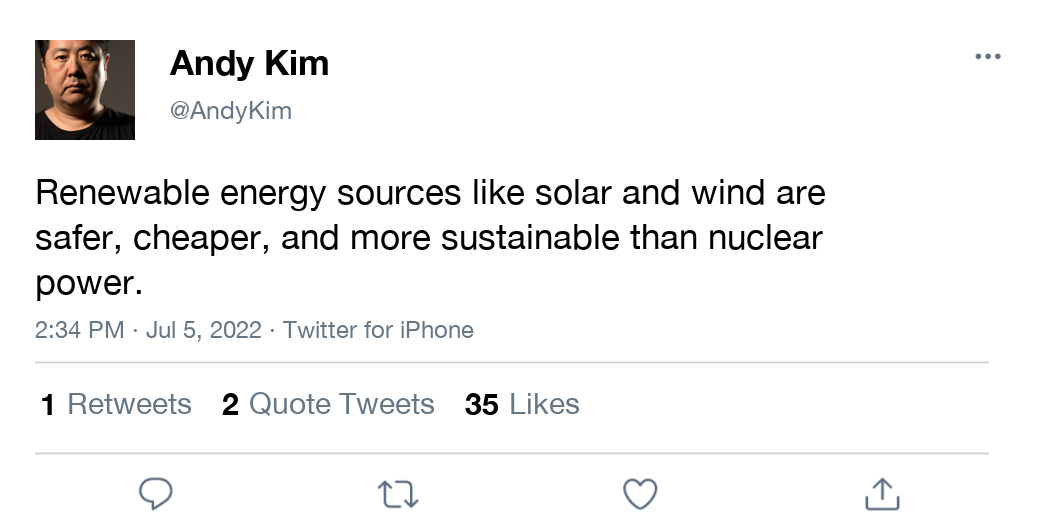 Andy Kim
@AndyKim
Renewable energy sources like solar and wind are
safer, cheaper, and more sustainable than nuclear
power.
2:34 PM · Jul 5, 2022 · Twitter for iPhone
1 Retweets 2 Quote Tweets 35 Likes